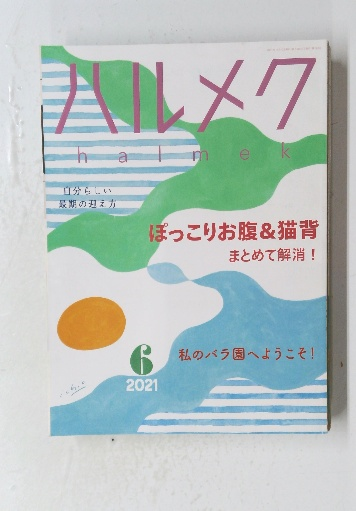 ハルメク
halmek
自分らしい
最期の迎え方
ぽっこりお腹&猫背
まとめて解消!
6
2021
私のバラ園へようこそ!